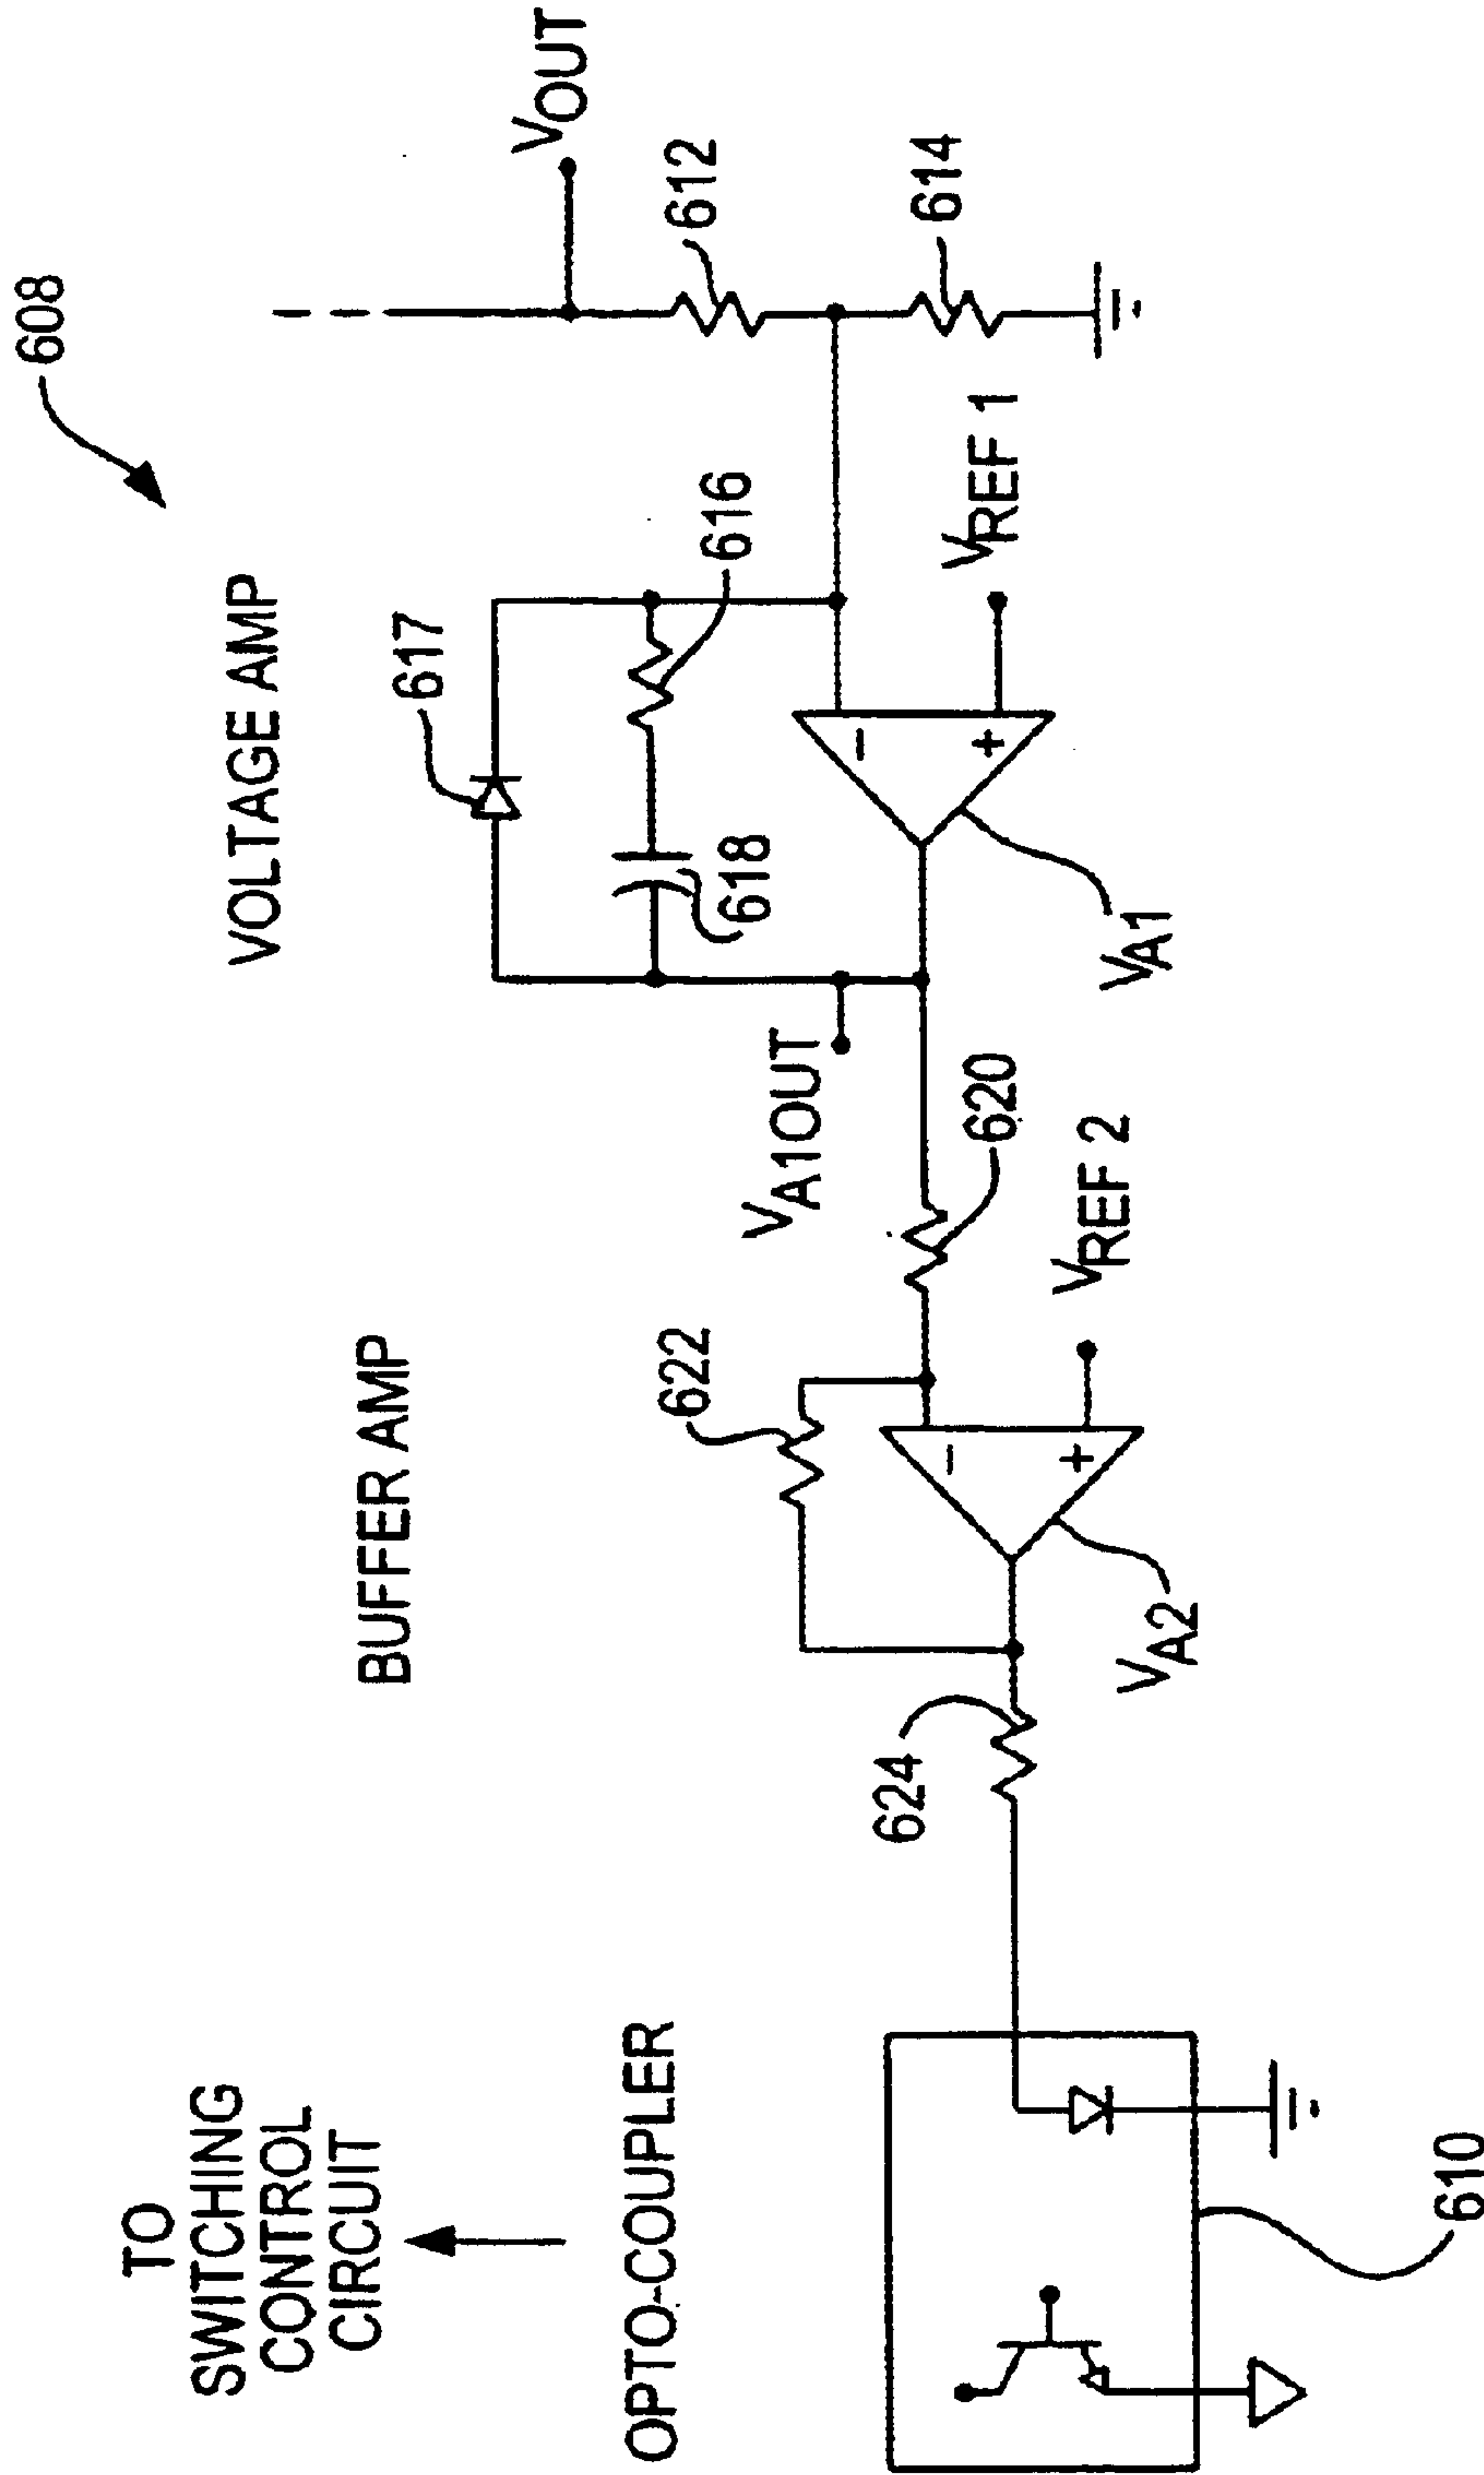 608
TO
SWITCHING
CONTROL
CIRCUIT
OPTO-COUPLER
BUFFER AMP
VOLTAGE AMP
617
616
618
VOUT
612
614
VA1OUT
620
622
624
VREF 1
VREF 2
VA1
VA2
610
-
+
-
+